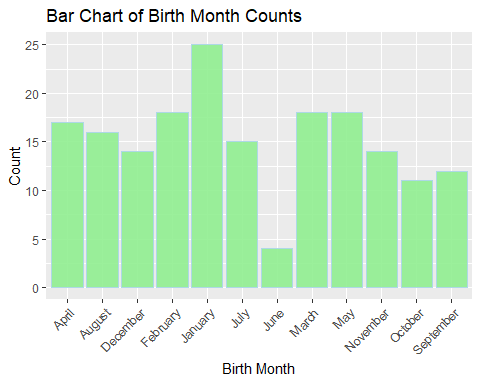 Bar Chart of Birth Month Counts
Count
25
20
15
10
5
0
April
August
December
February
January
July
June
March
May
November
October
September
Birth Month